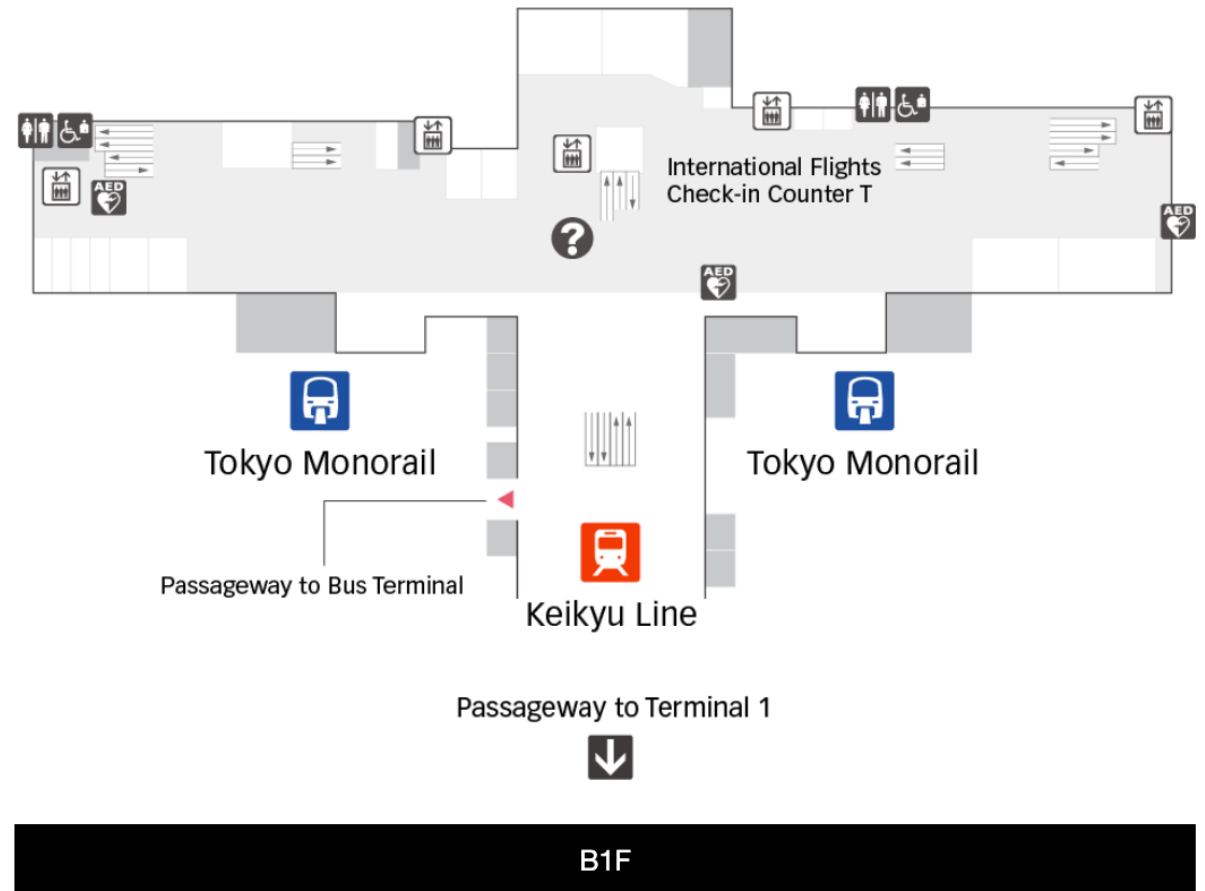 AED
International Flights
Check-in Counter T
AED
?
AED
Tokyo Monorail
Tokyo Monorail
Passageway to Bus Terminal
Keikyu Line
Passageway to Terminal 1
B1F